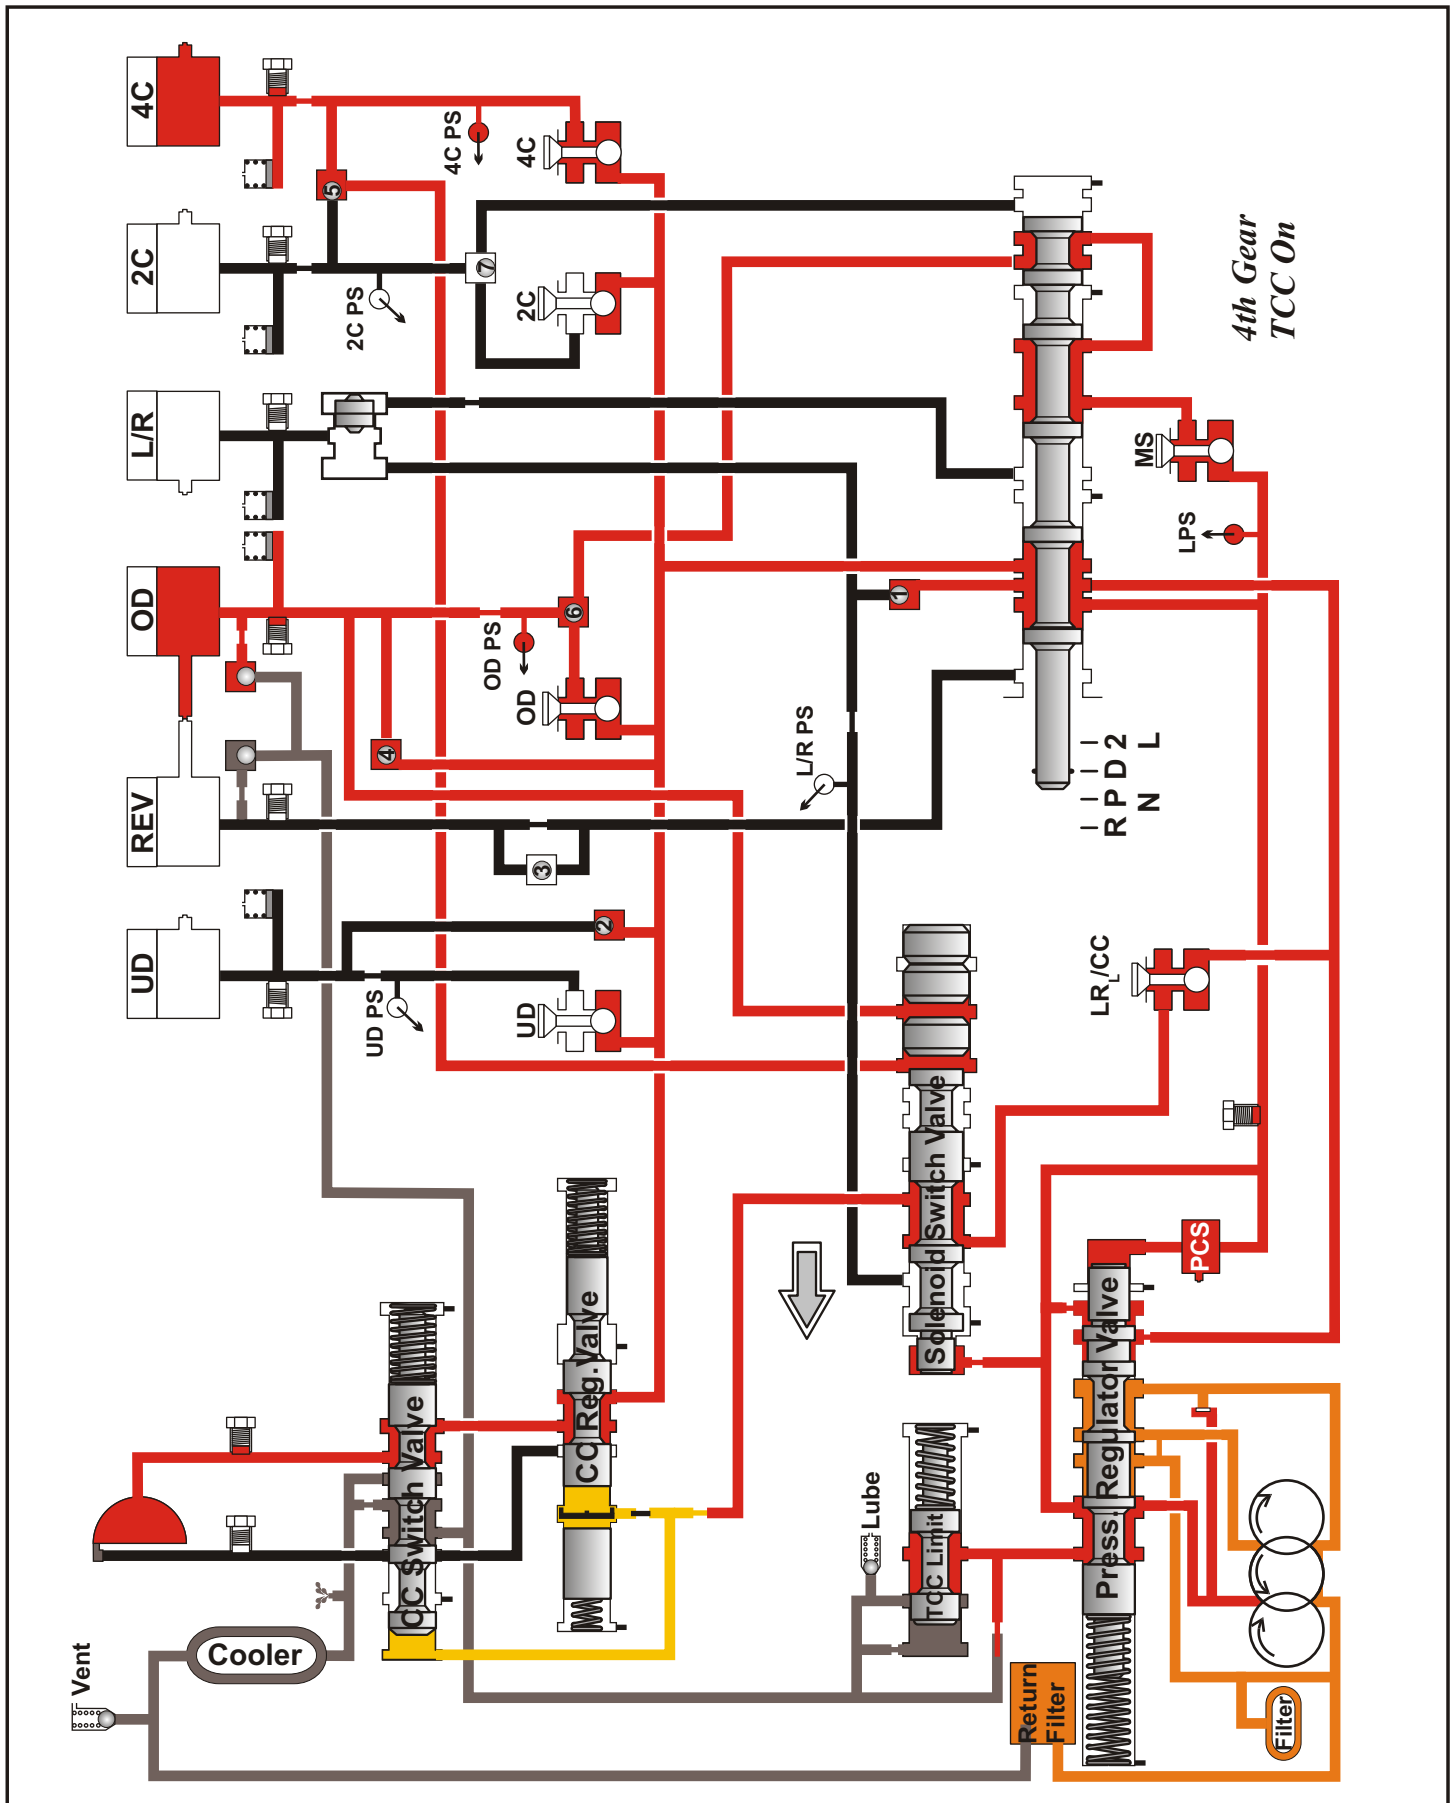 4C
2C
L/R
OD
REV
UD
4C PS
4C
2C PS
2C
OD PS
OD
L/R PS
UD PS
UD
5
7
6
4
3
2
1
4th Gear
TCC On
MS
LPS
R P D 2
N L
LR L/CC
PCS
Solenoid Switch Valve
CC Reg. Valve
CC Switch Valve
TCC Limit
Press. Regulator Valve
Lube
Cooler
Vent
Return
Filter
Filter